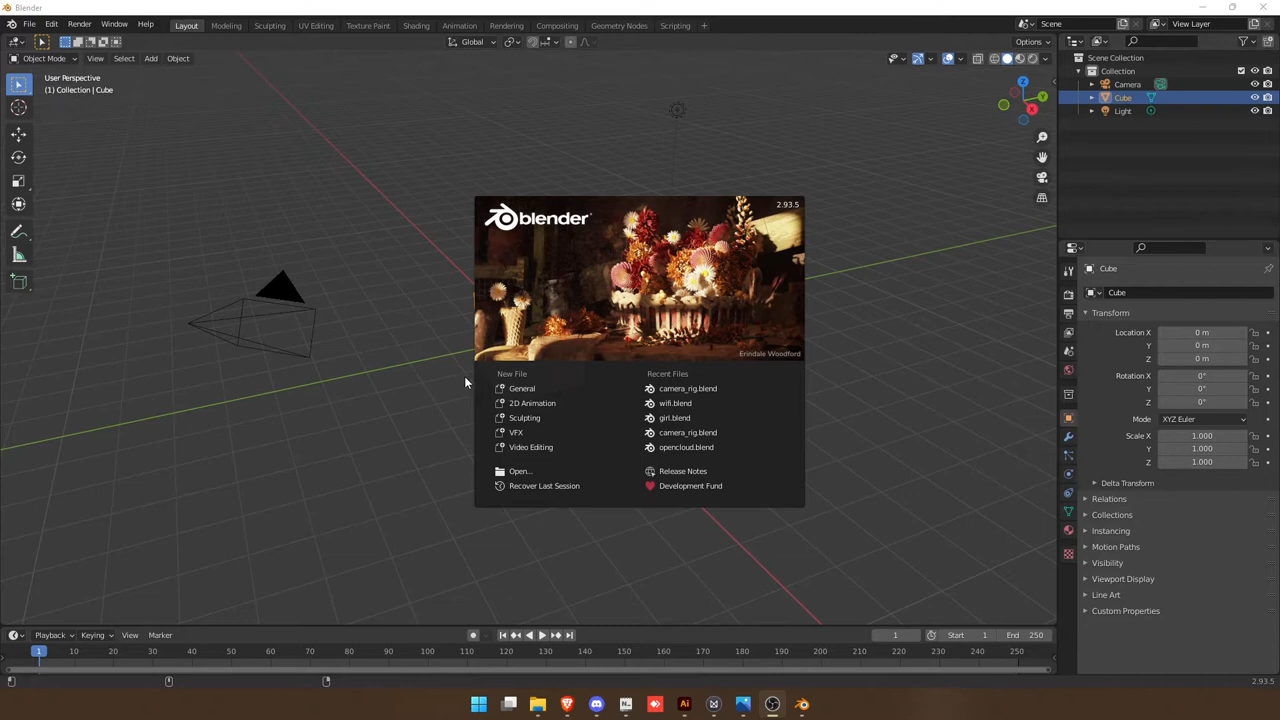 Blender
File Edit Render Window Help Layout Modeling Sculpting UV Editing Texture Paint Shading Animation Rendering Compositing Geometry Nodes Scripting + Scene View Layer
Global Options
Object Mode View Select Add Object
User Perspective
(1) Collection | Cube
Scene Collection
Collection
Camera
Cube
Light
Z
Y
X
blender
2.93.5
Erindale Woodford
New File
General
2D Animation
Sculpting
VFX
Video Editing
Open...
Recover Last Session
Recent Files
camera_rig.blend
wifi.blend
girl.blend
camera_rig.blend
opencloud.blend
Release Notes
Development Fund
Cube
Cube
Transform
Location X 0 m
Y 0 m
Z 0 m
Rotation X 0°
Y 0°
Z 0°
Mode XYZ Euler
Scale X 1.000
Y 1.000
Z 1.000
Delta Transform
Relations
Collections
Instancing
Motion Paths
Visibility
Viewport Display
Line Art
Custom Properties
Playback Keying View Marker 1 Start 1 End 250
1 10 20 30 40 50 60 70 80 90 100 110 120 130 140 150 160 170 180 190 200 210 220 230 240 250
2.93.5
Ai